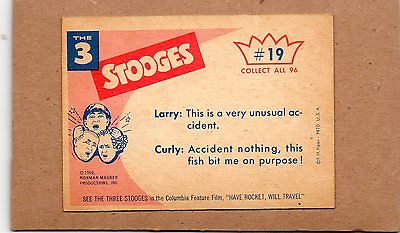 THE
3
STOOGES
#19
COLLECT ALL 96
Larry: This is a very unusual ac-
cident.
Curly: Accident nothing, this
fish bit me on purpose!
© 1959,
NORMAN MAURER
PRODUCTIONS, INC
SEE THE THREE STOOGES in the Columbia Feature Film, "HAVE ROCKET, WILL TRAVEL"
PRTD U.S.A.